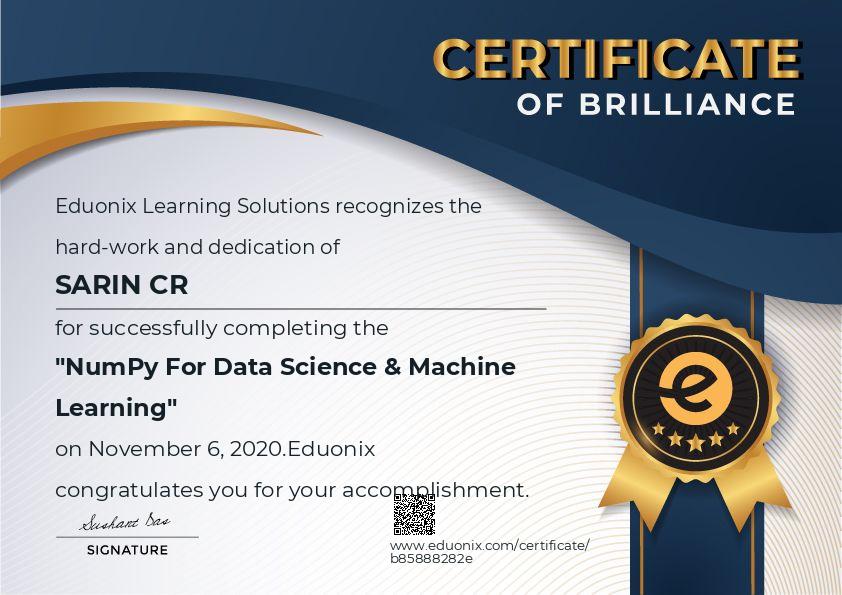 CERTIFICATE
OF BRILLIANCE
Eduonix Learning Solutions recognizes the
hard-work and dedication of
SARIN CR
for successfully completing the
"NumPy For Data Science & Machine
Learning"
on November 6, 2020.Eduonix
congratulates you for your accomplishment.
Sushant Das
SIGNATURE
www.eduonix.com/certificate/
b85888282e
e